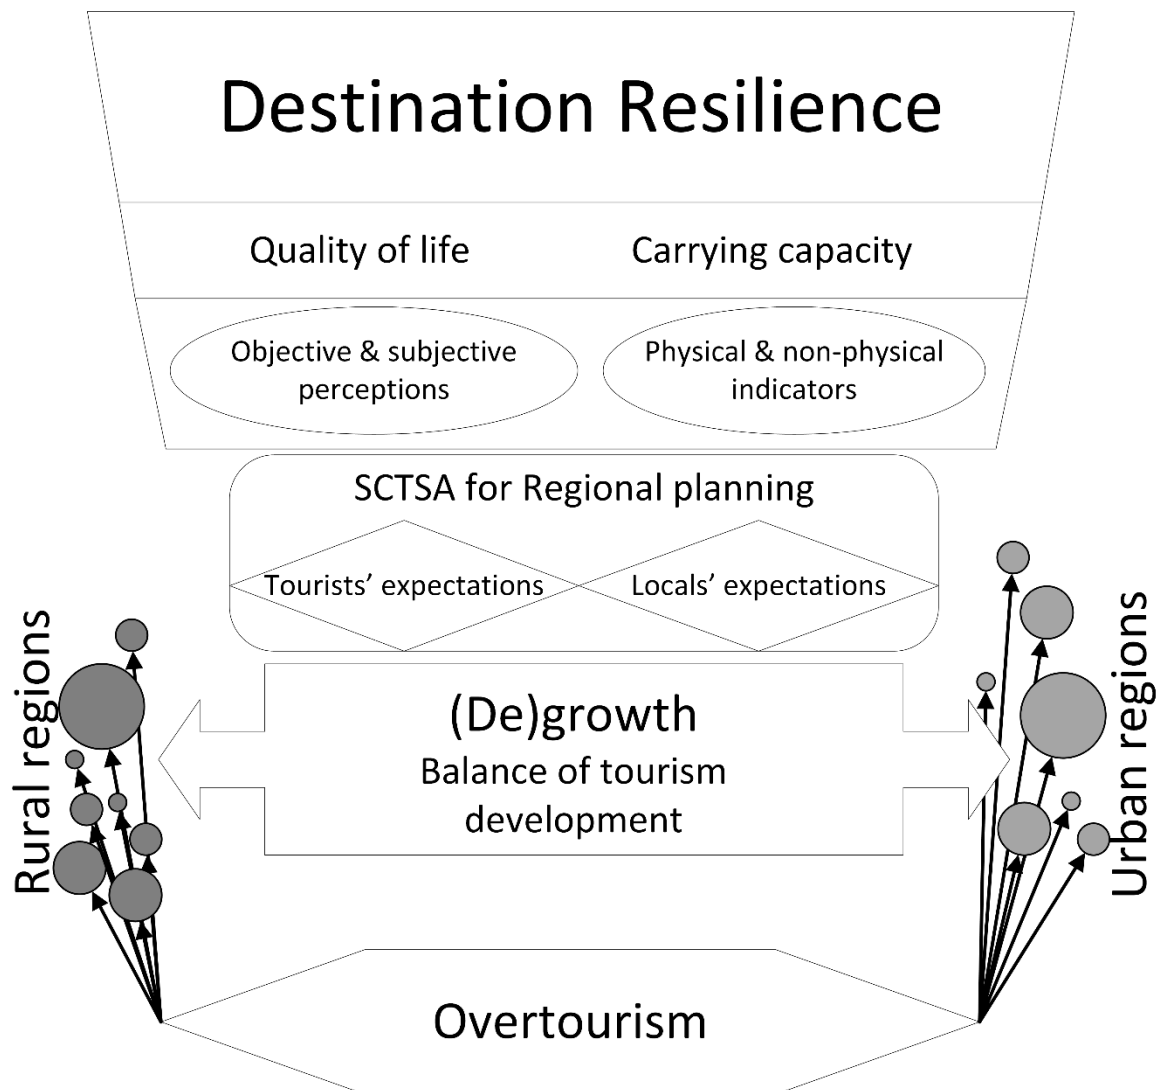 Destination Resilience
Quality of life
Carrying capacity
Objective & subjective
perceptions
Physical & non-physical
indicators
SCTSA for Regional planning
Tourists’ expectations
Locals’ expectations
Rural regions
(De)growth
Balance of tourism
development
Urban regions
Overtourism